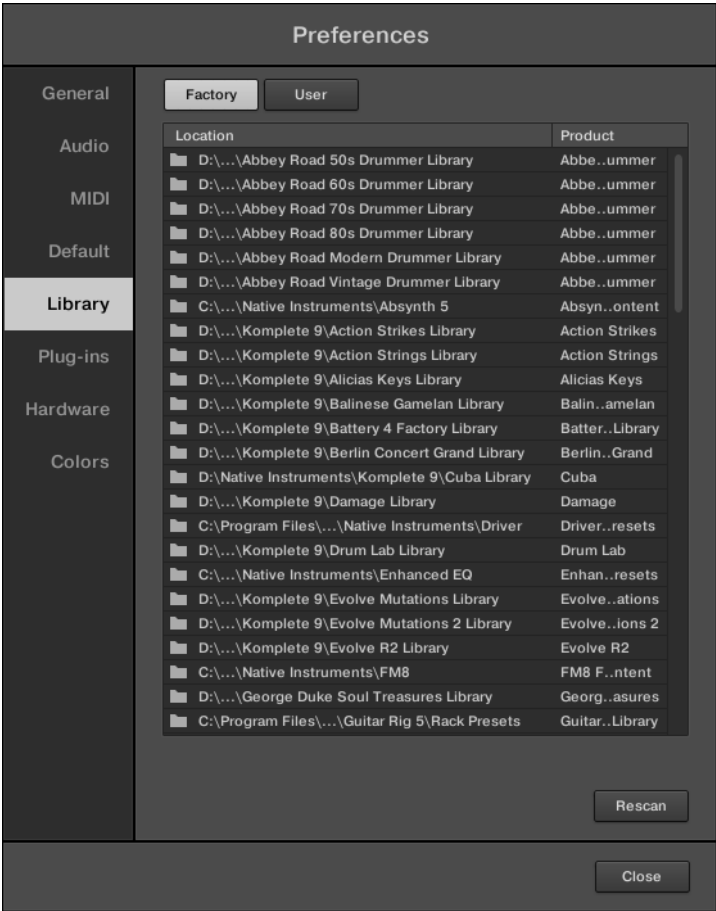 Preferences
General
Audio
MIDI
Default
Library
Plug-ins
Hardware
Colors
Factory User
Location Product
D:\...\Abbey Road 50s Drummer Library Abbe..ummer
D:\...\Abbey Road 60s Drummer Library Abbe..ummer
D:\...\Abbey Road 70s Drummer Library Abbe..ummer
D:\...\Abbey Road 80s Drummer Library Abbe..ummer
D:\...\Abbey Road Modern Drummer Library Abbe..ummer
D:\...\Abbey Road Vintage Drummer Library Abbe..ummer
C:\...\Native Instruments\Absynth 5 Absyn..ontent
D:\...\Komplete 9\Action Strikes Library Action Strikes
D:\...\Komplete 9\Action Strings Library Action Strings
D:\...\Komplete 9\Alicias Keys Library Alicias Keys
D:\...\Komplete 9\Balinese Gamelan Library Balin..amelan
D:\...\Komplete 9\Battery 4 Factory Library Batter..Library
D:\...\Komplete 9\Berlin Concert Grand Library Berlin..Grand
D:\Native Instruments\Komplete 9\Cuba Library Cuba
D:\...\Komplete 9\Damage Library Damage
C:\Program Files\...\Native Instruments\Driver Driver..resets
D:\...\Komplete 9\Drum Lab Library Drum Lab
C:\...\Native Instruments\Enhanced EQ Enhan..resets
D:\...\Komplete 9\Evolve Mutations Library Evolve..ations
D:\...\Komplete 9\Evolve Mutations 2 Library Evolve..ions 2
D:\...\Komplete 9\Evolve R2 Library Evolve R2
C:\...\Native Instruments\FM8 FM8 F..ntent
D:\...\George Duke Soul Treasures Library Georg..asures
C:\Program Files\...\Guitar Rig 5\Rack Presets Guitar..Library
Rescan
Close